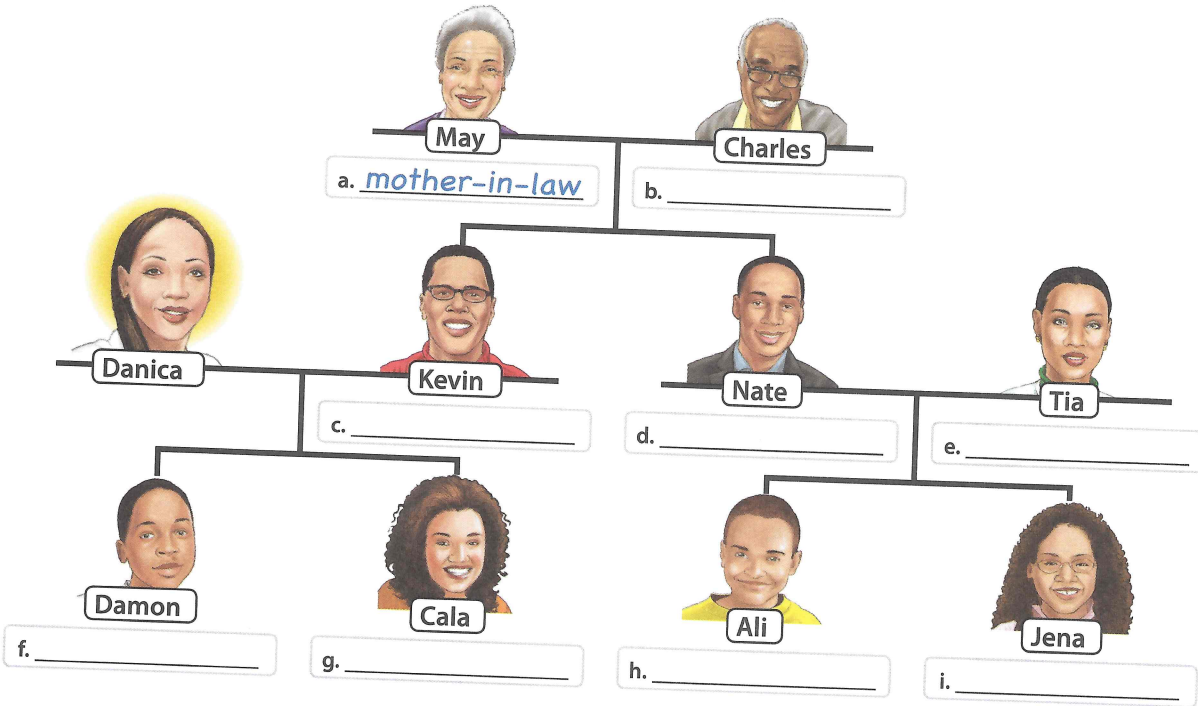 May
Charles
a. mother-in-law
b.
Danica
Kevin
Nate
Tia
c.
d.
e.
Damon
Cala
Ali
Jena
f.
g.
h.
i.